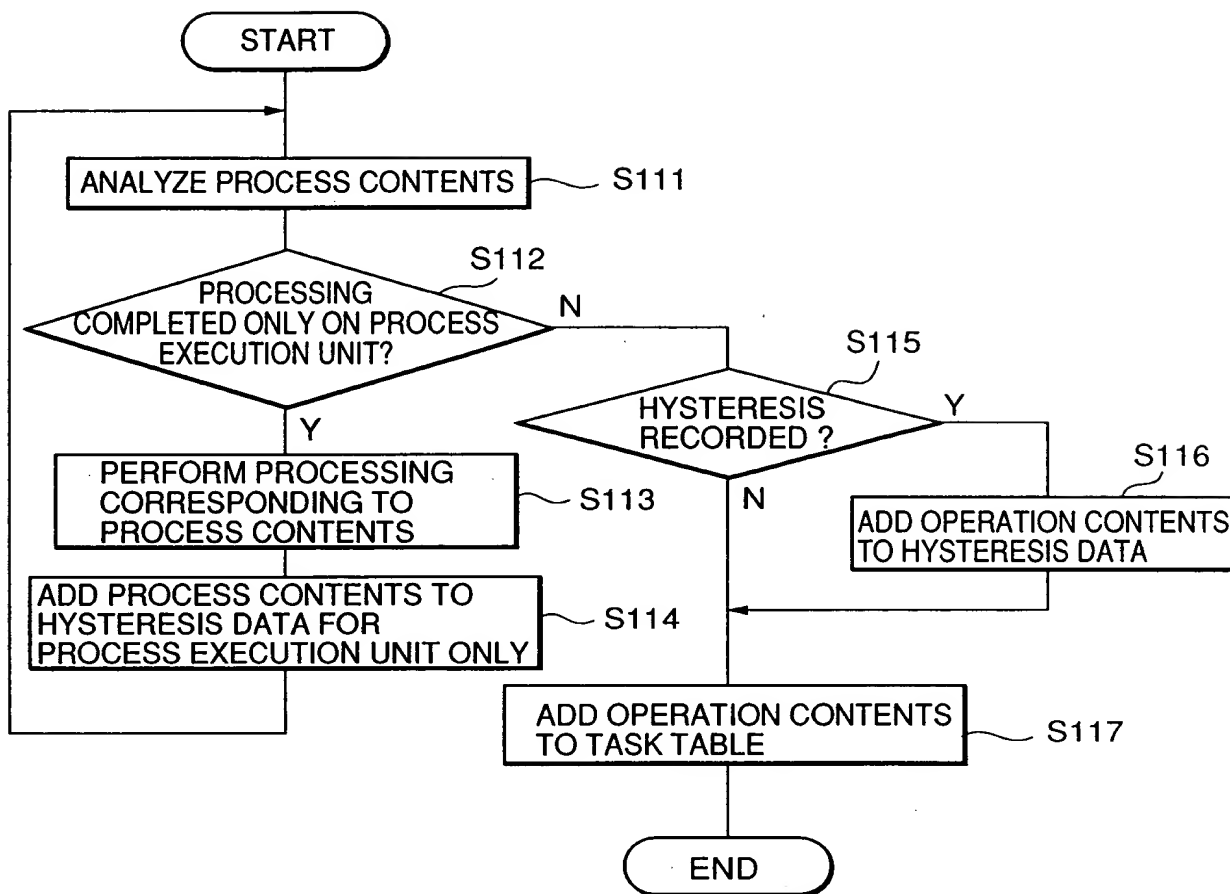 START
ANALYZE PROCESS CONTENTS
S111
S112
PROCESSING
COMPLETED ONLY ON PROCESS
EXECUTION UNIT?
N
Y
S115
HYSTERESIS
RECORDED ?
Y
N
PERFORM PROCESSING
CORRESPONDING TO
PROCESS CONTENTS
S113
S116
ADD OPERATION CONTENTS
TO HYSTERESIS DATA
ADD PROCESS CONTENTS TO
HYSTERESIS DATA FOR
PROCESS EXECUTION UNIT ONLY
S114
ADD OPERATION CONTENTS
TO TASK TABLE
S117
END